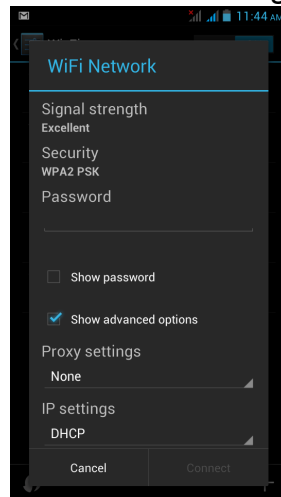 11:44 AM
WiFi Network
Signal strength
Excellent
Security
WPA2 PSK
Password
Show password
Show advanced options
Proxy settings
None
IP settings
DHCP
Cancel
Connect